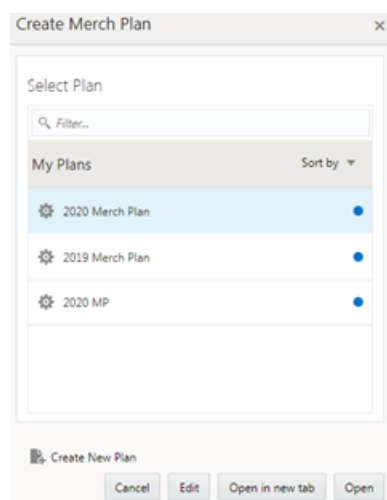 Create Merch Plan ×
Select Plan
Filter...
My Plans Sort by
2020 Merch Plan
2019 Merch Plan
2020 MP
Create New Plan
Cancel Edit Open in new tab Open